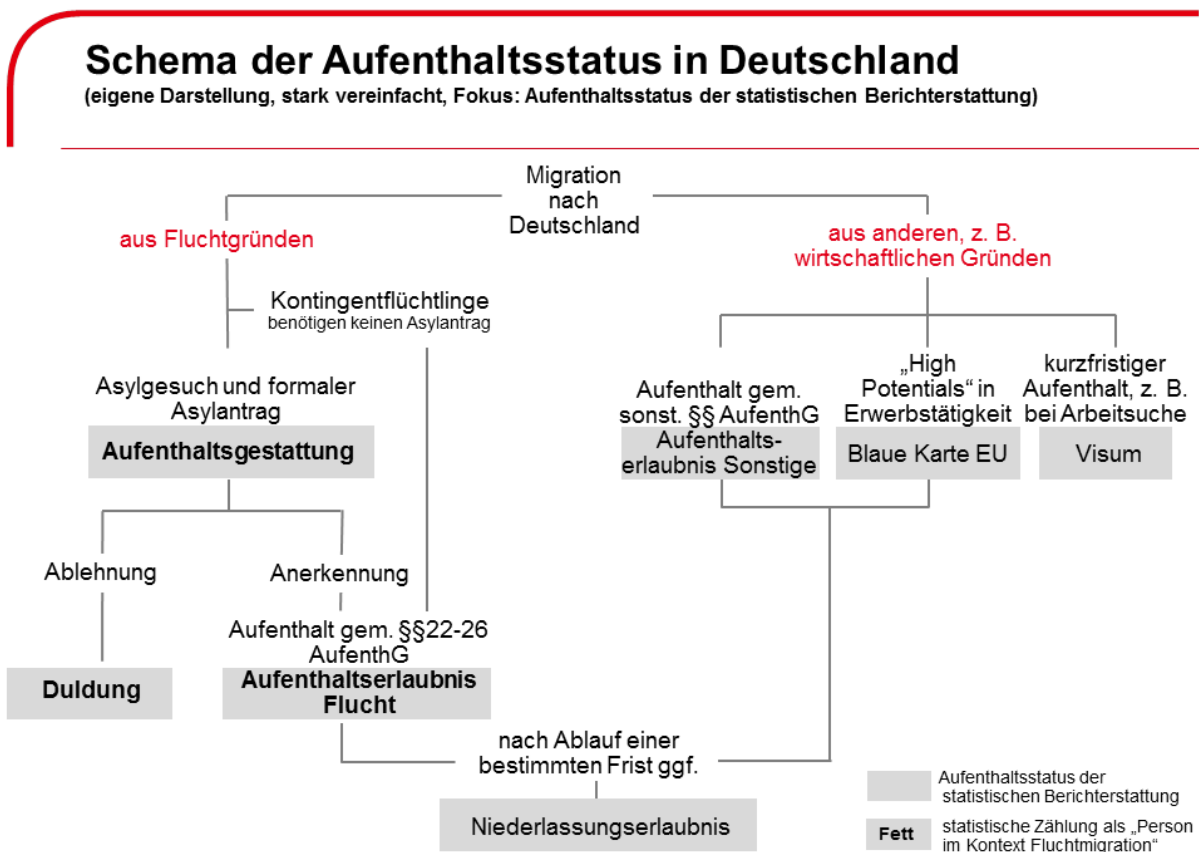 Schema der Aufenthaltsstatus in Deutschland
(eigene Darstellung, stark vereinfacht, Fokus: Aufenthaltsstatus der statistischen Berichterstattung)
Migration
nach
Deutschland
aus Fluchtgründen
aus anderen, z. B.
wirtschaftlichen Gründen
Kontingentflüchtlinge
benötigen keinen Asylantrag
Asylgesuch und formaler
Asylantrag
Aufenthaltsgestattung
Aufenthalt gem.
sonst. §§ AufenthG
Aufenthalts-
erlaubnis Sonstige
„High
Potentials“ in
Erwerbstätigkeit
Blaue Karte EU
kurzfristiger
Aufenthalt, z. B.
bei Arbeitsuche
Visum
Ablehnung
Anerkennung
Duldung
Aufenthalt gem. §§22-26
AufenthG
Aufenthaltserlaubnis
Flucht
nach Ablauf einer
bestimmten Frist ggf.
Niederlassungserlaubnis
Aufenthaltsstatus der
statistischen Berichterstattung
Fett
statistische Zählung als „Person
im Kontext Fluchtmigration“